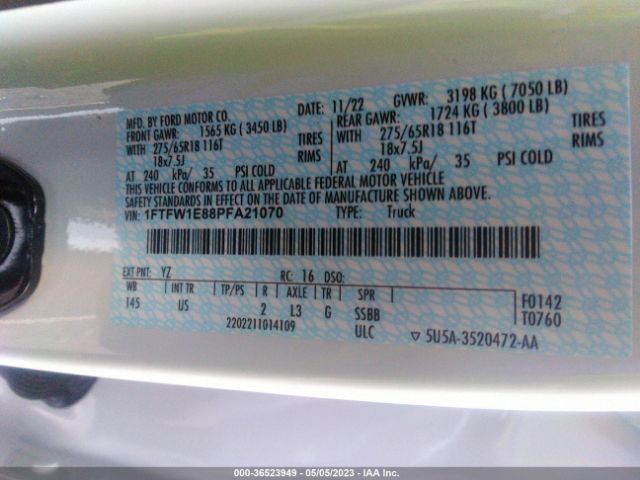 MFD. BY FORD MOTOR CO.
DATE: 11/22 GVWR: 3198 KG ( 7050 LB)
FRONT GAWR: 1565 KG ( 3450 LB)
REAR GAWR: 1724 KG ( 3800 LB)
WITH 275/65R18 116T TIRES
WITH 275/65R18 116T TIRES
18x7.5J RIMS
18x7.5J RIMS
AT 240 kPa/ 35 PSI COLD
AT 240 kPa/ 35 PSI COLD
THIS VEHICLE CONFORMS TO ALL APPLICABLE FEDERAL MOTOR VEHICLE
SAFETY STANDARDS IN EFFECT ON THE DATE OF MANUFACTURE SHOWN ABOVE.
VIN: 1FTFW1E88PFA21070 TYPE: Truck
EXT PNT: YZ RC: 16 DSO:
WB INT TR TP/PS R AXLE TR SPR
145 US 2 L3 G SSBB
2202211014109 ULC
F0142
T0760
▽ 5U5A-3520472-AA
000-36523949 - 05/05/2023 - IAA Inc.